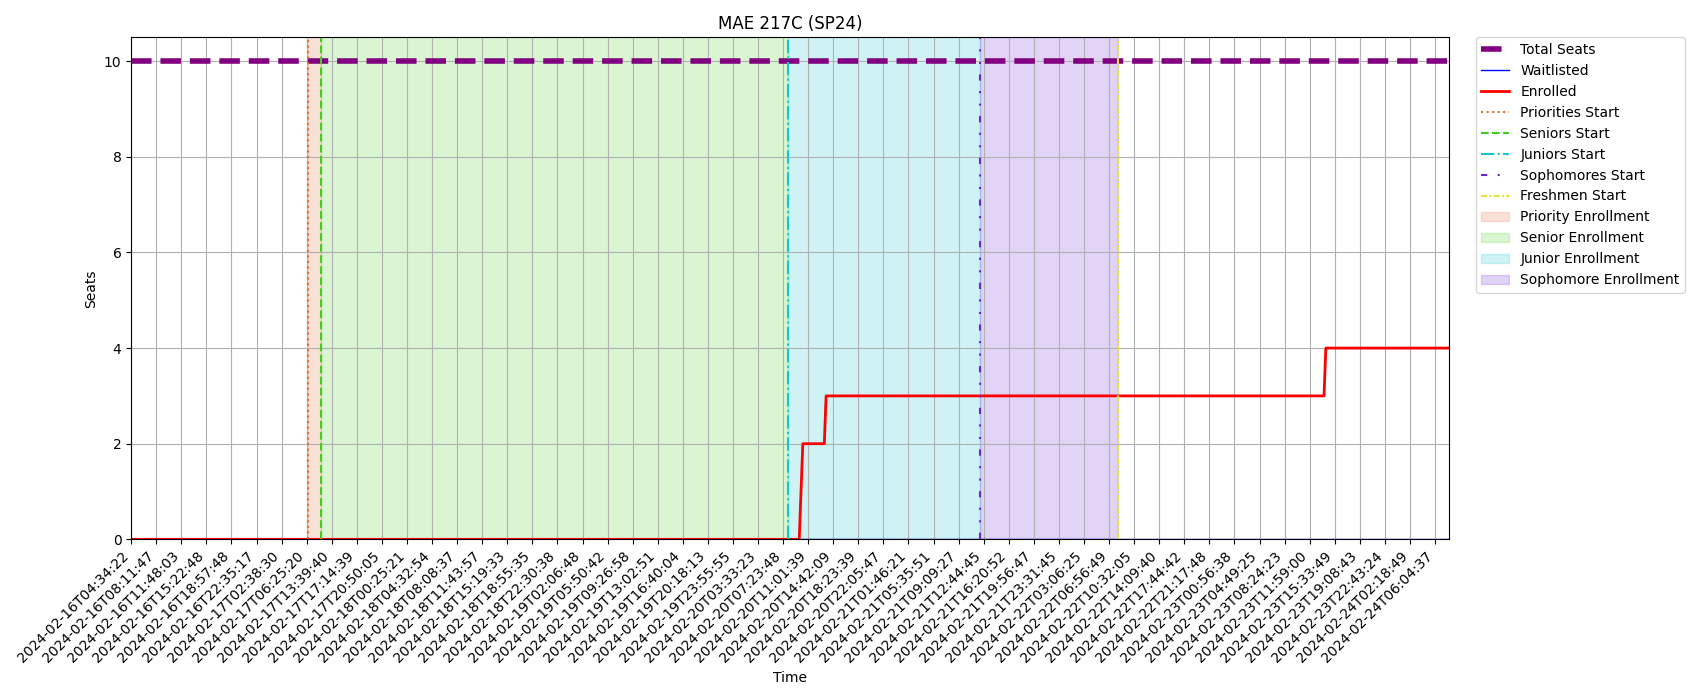 MAE 217C (SP24)
Total Seats
Waitlisted
Enrolled
Priorities Start
Seniors Start
Juniors Start
Sophomores Start
Freshmen Start
Priority Enrollment
Senior Enrollment
Junior Enrollment
Sophomore Enrollment
Seats
10
8
6
4
2
0
2024-02-16T04:34:22
2024-02-16T08:11:47
2024-02-16T11:48:03
2024-02-16T15:22:48
2024-02-16T18:57:48
2024-02-16T22:35:17
2024-02-17T02:38:30
2024-02-17T06:25:20
2024-02-17T13:39:40
2024-02-17T17:14:39
2024-02-17T20:50:05
2024-02-18T00:25:21
2024-02-18T04:32:54
2024-02-18T08:08:37
2024-02-18T11:43:57
2024-02-18T15:19:33
2024-02-18T18:55:35
2024-02-18T22:30:38
2024-02-19T02:06:48
2024-02-19T05:50:42
2024-02-19T09:26:58
2024-02-19T13:02:51
2024-02-19T16:40:04
2024-02-19T20:18:13
2024-02-19T23:55:55
2024-02-20T03:33:23
2024-02-20T07:23:48
2024-02-20T11:01:39
2024-02-20T14:42:09
2024-02-20T18:23:39
2024-02-20T22:05:47
2024-02-21T01:46:21
2024-02-21T05:35:51
2024-02-21T09:09:27
2024-02-21T12:44:45
2024-02-21T16:20:52
2024-02-21T19:56:47
2024-02-21T23:31:45
2024-02-22T03:06:25
2024-02-22T06:56:49
2024-02-22T10:32:05
2024-02-22T14:09:40
2024-02-22T17:44:42
2024-02-22T21:17:48
2024-02-23T00:56:38
2024-02-23T04:49:25
2024-02-23T08:24:23
2024-02-23T11:59:00
2024-02-23T15:33:49
2024-02-23T19:08:43
2024-02-23T22:43:24
2024-02-24T02:18:49
2024-02-24T06:04:37
Time